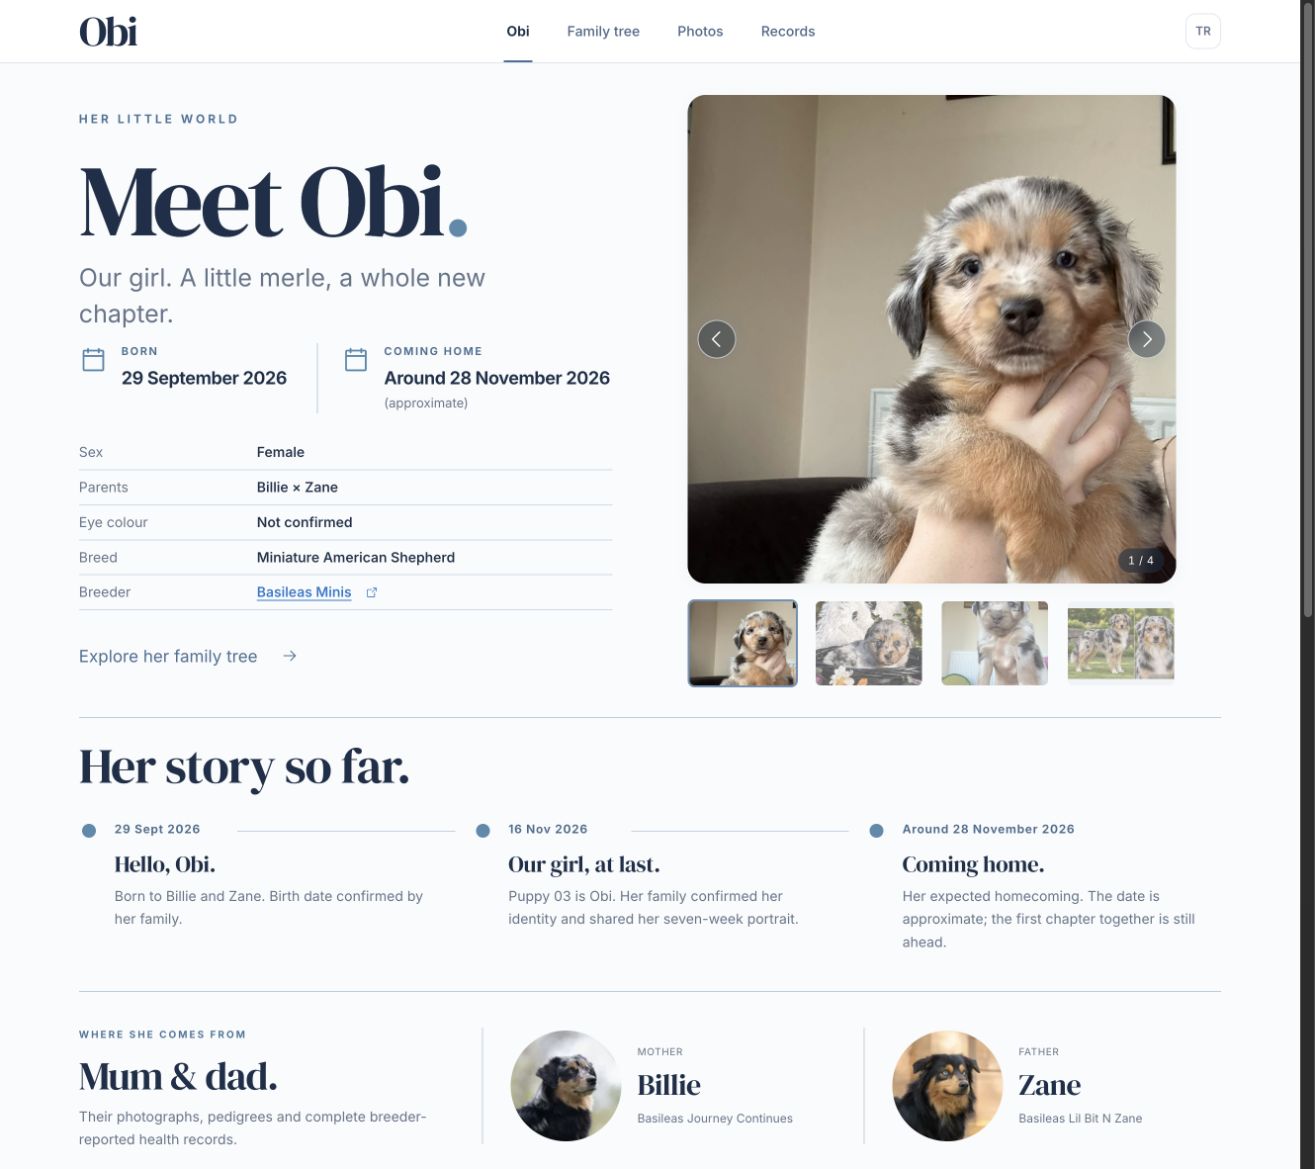 Obi
Obi
Family tree
Photos
Records
TR
HER LITTLE WORLD
Meet Obi.
Our girl. A little merle, a whole new
chapter.
BORN
29 September 2026
COMING HOME
Around 28 November 2026
(approximate)
Sex Female
Parents Billie × Zane
Eye colour Not confirmed
Breed Miniature American Shepherd
Breeder Basileas Minis
Explore her family tree
1 / 4
Her story so far.
29 Sept 2026
Hello, Obi.
Born to Billie and Zane. Birth date confirmed by
her family.
16 Nov 2026
Our girl, at last.
Puppy 03 is Obi. Her family confirmed her
identity and shared her seven-week portrait.
Around 28 November 2026
Coming home.
Her expected homecoming. The date is
approximate; the first chapter together is still
ahead.
WHERE SHE COMES FROM
Mum & dad.
Their photographs, pedigrees and complete breeder-
reported health records.
MOTHER
Billie
Basileas Journey Continues
FATHER
Zane
Basileas Lil Bit N Zane